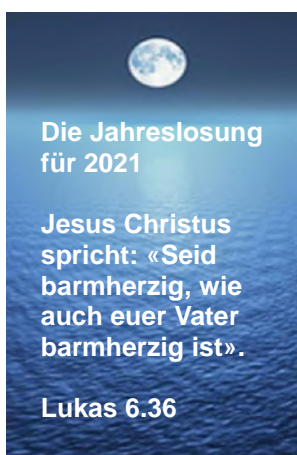 Die Jahreslosung
für 2021
Jesus Christus
spricht: «Seid
barmherzig, wie
auch euer Vater
barmherzig ist».
Lukas 6.36